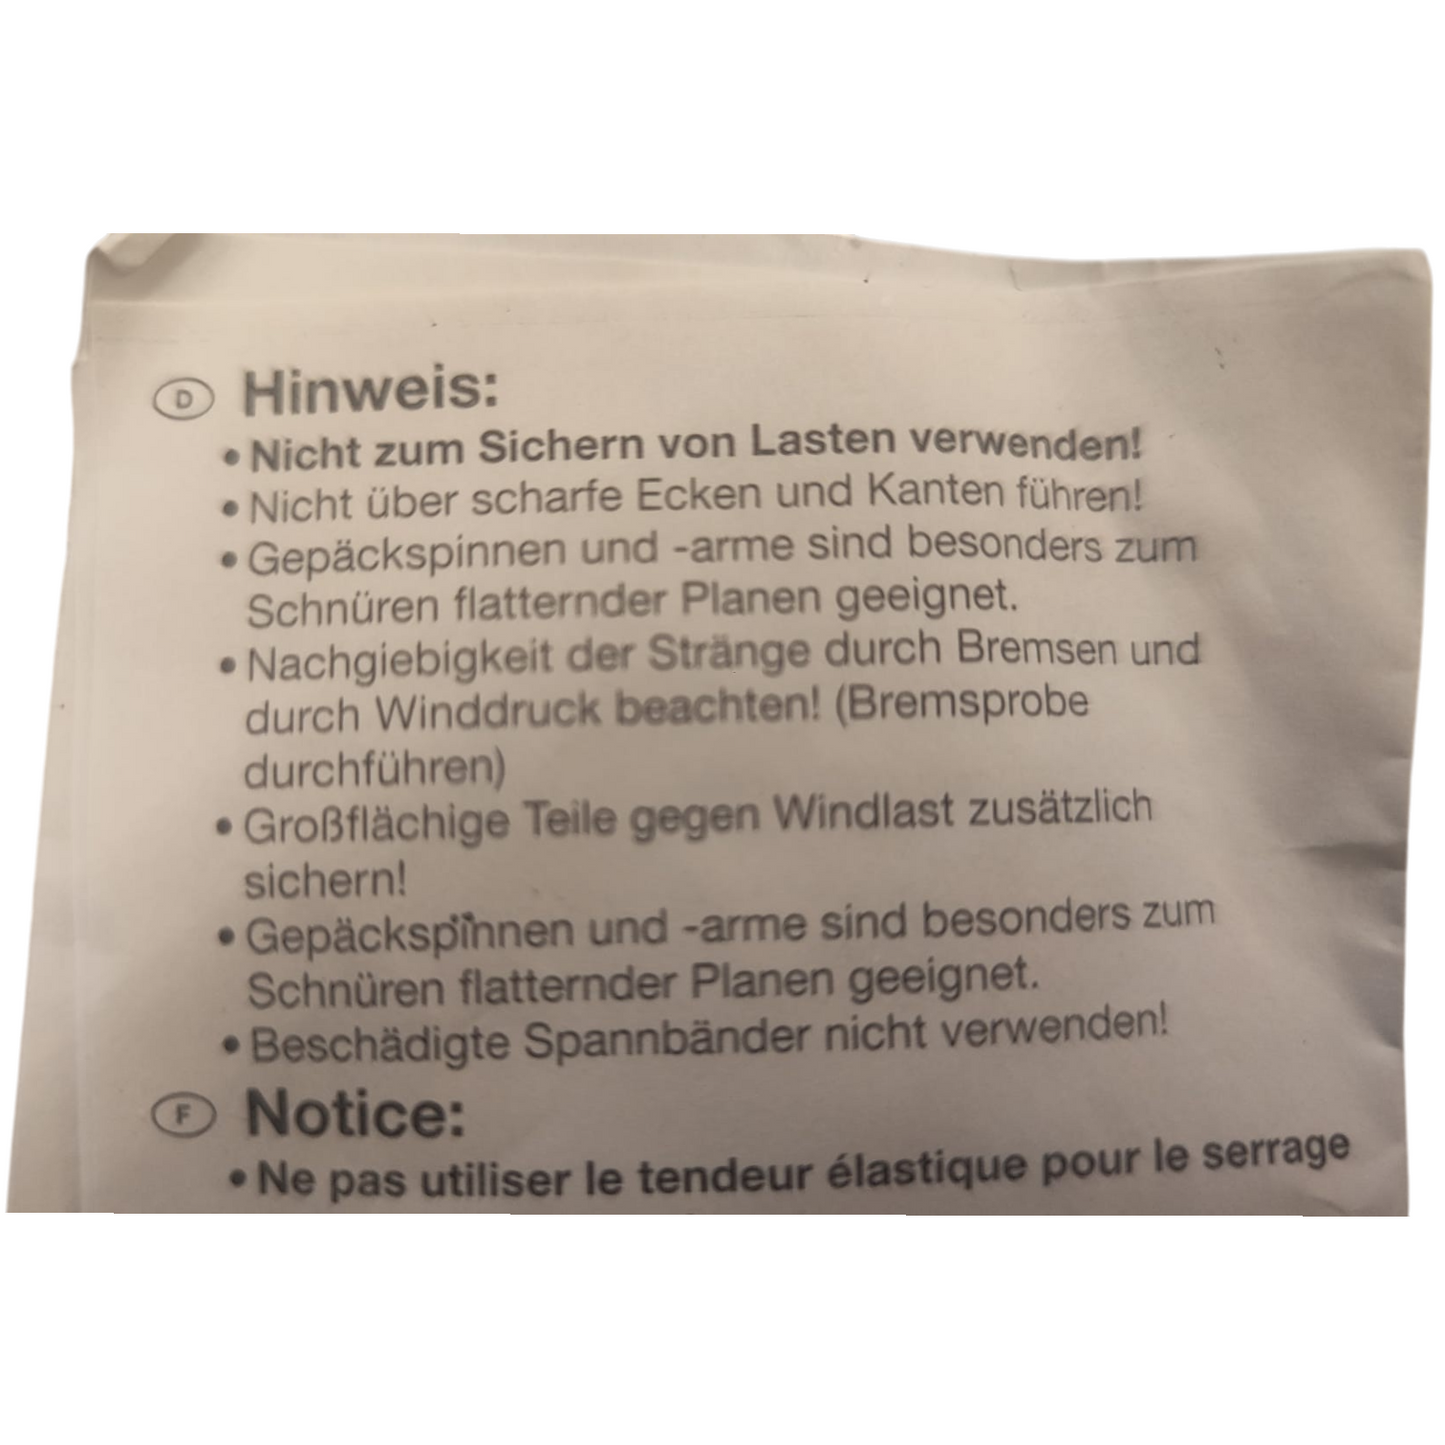 D Hinweis:
• Nicht zum Sichern von Lasten verwenden!
• Nicht über scharfe Ecken und Kanten führen!
• Gepäckspinnen und -arme sind besonders zum
Schnüren flatternder Planen geeignet.
• Nachgiebigkeit der Stränge durch Bremsen und
durch Winddruck beachten! (Bremsprobe
durchführen)
• Großflächige Teile gegen Windlast zusätzlich
sichern!
• Gepäckspinnen und -arme sind besonders zum
Schnüren flatternder Planen geeignet.
• Beschädigte Spannbänder nicht verwenden!
F Notice:
• Ne pas utiliser le tendeur élastique pour le serrage